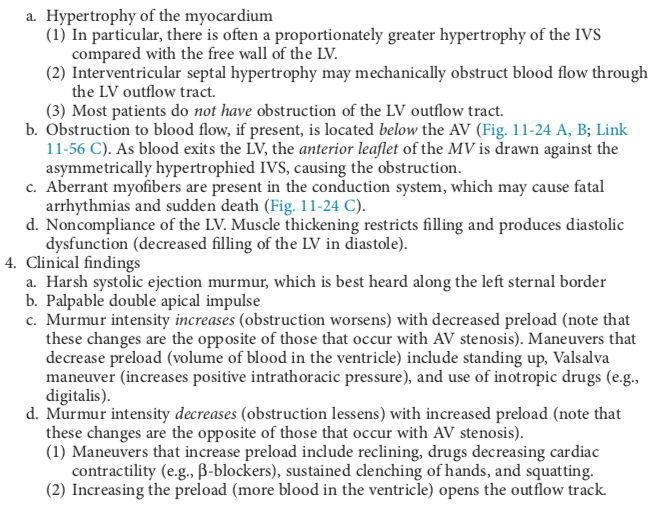 a. Hypertrophy of the myocardium
(1) In particular, there is often a proportionately greater hypertrophy of the IVS
compared with the free wall of the LV.
(2) Interventricular septal hypertrophy may mechanically obstruct blood flow through
the LV outflow tract.
(3) Most patients do not have obstruction of the LV outflow tract.
b. Obstruction to blood flow, if present, is located below the AV (Fig. 11-24 A, B; Link
11-56 C). As blood exits the LV, the anterior leaflet of the MV is drawn against the
asymmetrically hypertrophied IVS, causing the obstruction.
c. Aberrant myofibers are present in the conduction system, which may cause fatal
arrhythmias and sudden death (Fig. 11-24 C).
d. Noncompliance of the LV. Muscle thickening restricts filling and produces diastolic
dysfunction (decreased filling of the LV in diastole).
4. Clinical findings
a. Harsh systolic ejection murmur, which is best heard along the left sternal border
b. Palpable double apical impulse
c. Murmur intensity increases (obstruction worsens) with decreased preload (note that
these changes are the opposite of those that occur with AV stenosis). Maneuvers that
decrease preload (volume of blood in the ventricle) include standing up, Valsalva
maneuver (increases positive intrathoracic pressure), and use of inotropic drugs (e.g.,
digitalis).
d. Murmur intensity decreases (obstruction lessens) with increased preload (note that
these changes are the opposite of those that occur with AV stenosis).
(1) Maneuvers that increase preload include reclining, drugs decreasing cardiac
contractility (e.g., β-blockers), sustained clenching of hands, and squatting.
(2) Increasing the preload (more blood in the ventricle) opens the outflow track.